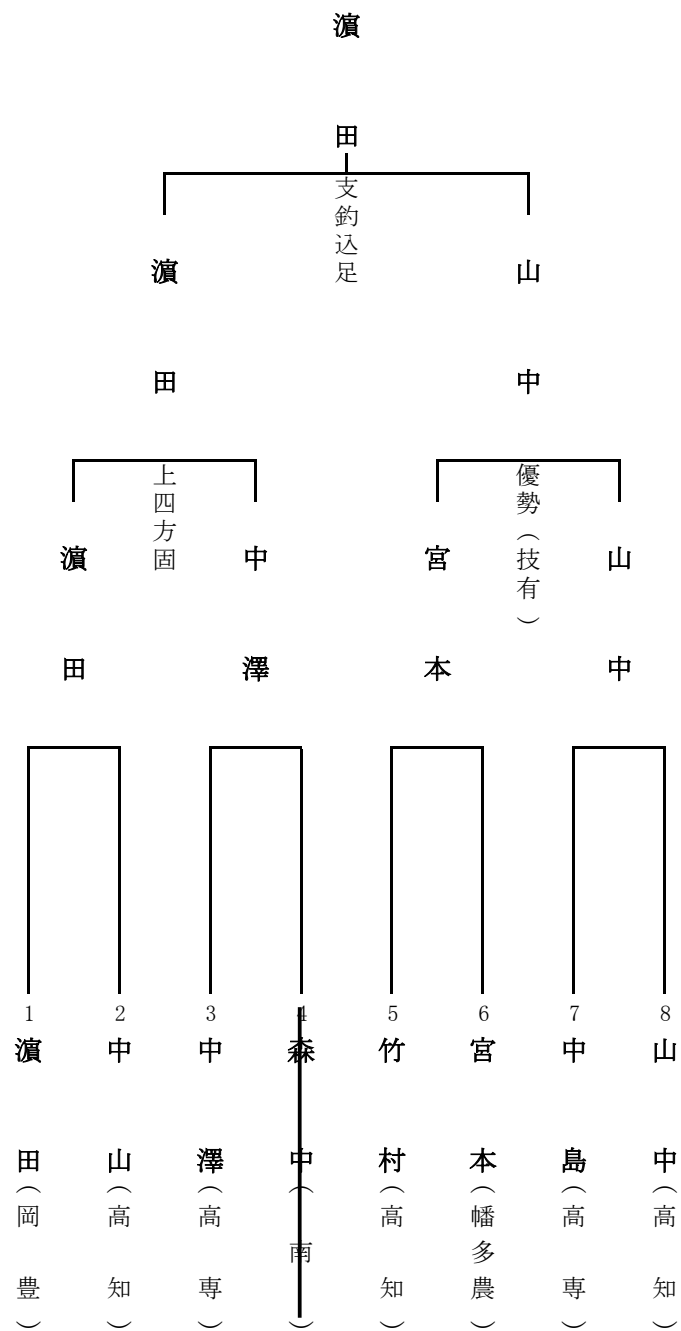 濵田
支釣込足
濵田
山中
上四方固
優勢（技有）
濵田
中澤
宮本
山中
1
2
3
4
5
6
7
8
濵田（岡豊）
中山（高知）
中澤（高専）
森中（南）
竹村（高知）
宮本（幡多農）
中島（高専）
山中（高知）